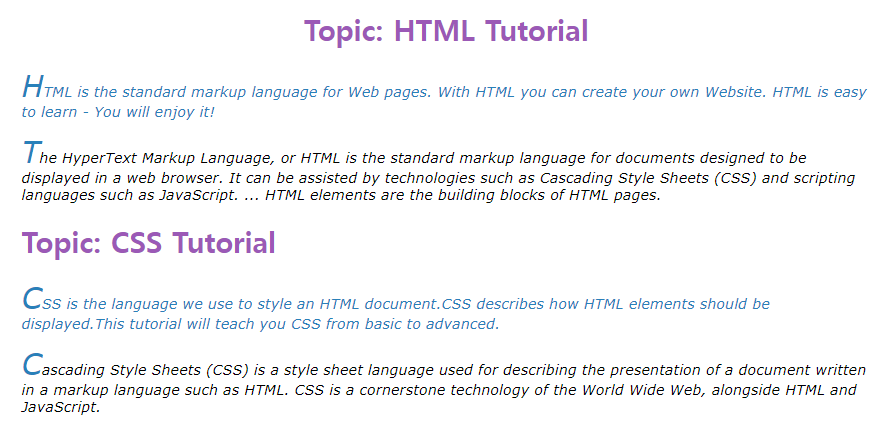 Topic: HTML Tutorial
HTML is the standard markup language for Web pages. With HTML you can create your own Website. HTML is easy
to learn - You will enjoy it!
The HyperText Markup Language, or HTML is the standard markup language for documents designed to be
displayed in a web browser. It can be assisted by technologies such as Cascading Style Sheets (CSS) and scripting
languages such as JavaScript. ... HTML elements are the building blocks of HTML pages.
Topic: CSS Tutorial
CSS is the language we use to style an HTML document.CSS describes how HTML elements should be
displayed.This tutorial will teach you CSS from basic to advanced.
Cascading Style Sheets (CSS) is a style sheet language used for describing the presentation of a document written
in a markup language such as HTML. CSS is a cornerstone technology of the World Wide Web, alongside HTML and
JavaScript.